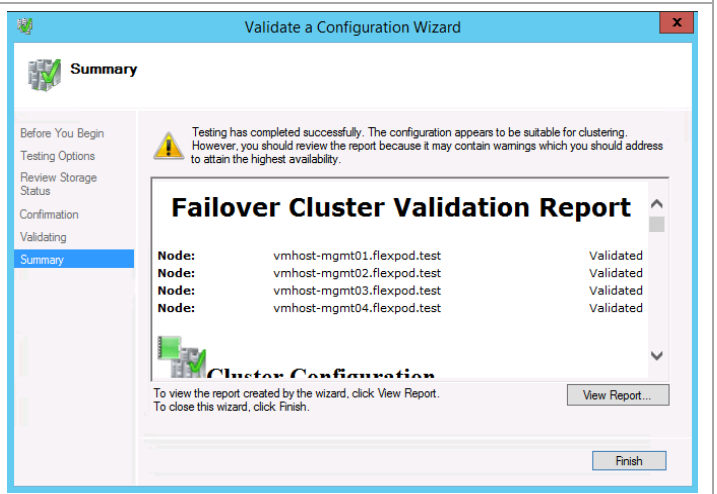 Validate a Configuration Wizard
x
Summary
Before You Begin
Testing Options
Review Storage
Status
Confirmation
Validating
Summary
Testing has completed successfully. The configuration appears to be suitable for clustering.
However, you should review the report because it may contain warnings which you should address
to attain the highest availability.
Failover Cluster Validation Report
Node: vmhost-mgmt01.flexpod.test Validated
Node: vmhost-mgmt02.flexpod.test Validated
Node: vmhost-mgmt03.flexpod.test Validated
Node: vmhost-mgmt04.flexpod.test Validated
Cluster Configuration
To view the report created by the wizard, click View Report.
To close this wizard, click Finish.
View Report...
Finish